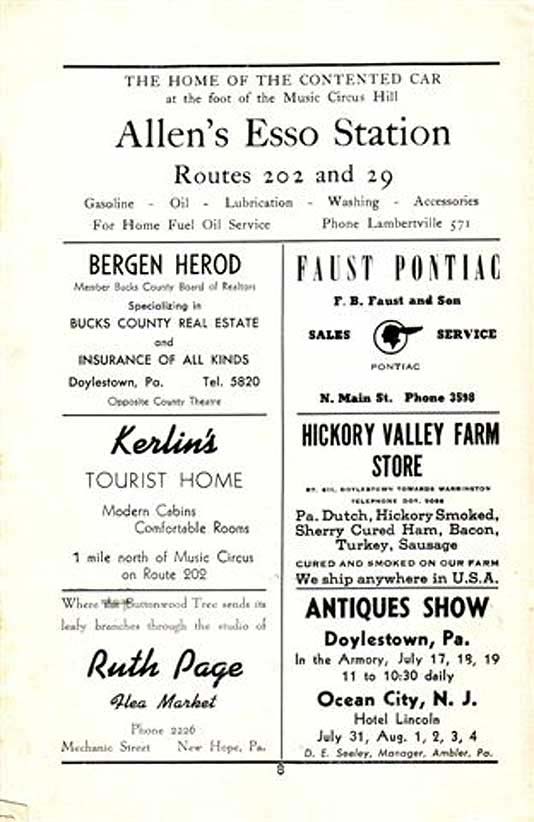 THE HOME OF THE CONTENTED CAR
at the foot of the Music Circus Hill
Allen's Esso Station
Routes 202 and 29
Gasoline - Oil - Lubrication - Washing - Accessories
For Home Fuel Oil Service Phone Lambertville 571
BERGEN HEROD
Member Bucks County Board of Realtors
Specializing in
BUCKS COUNTY REAL ESTATE
and
INSURANCE OF ALL KINDS
Doylestown, Pa. Tel. 5820
Opposite County Theatre
Kerlin's
TOURIST HOME
Modern Cabins
Comfortable Rooms
1 mile north of Music Circus
on Route 202
Where Buttonwood Tree sends its
leafy branches through the studio of
Ruth Page
Flea Market
Phone 2226
Mechanic Street New Hope, Pa.
FAUST PONTIAC
F. B. Faust and Son
SALES SERVICE
PONTIAC
N. Main St. Phone 3598
HICKORY VALLEY FARM
STORE
RT. 611, DOYLESTOWN TOWARDS WARRINGTON
TELEPHONE DOY.
Pa. Dutch, Hickory Smoked,
Sherry Cured Ham, Bacon,
Turkey, Sausage
CURED AND SMOKED ON OUR FARM
We ship anywhere in U.S.A.
ANTIQUES SHOW
Doylestown, Pa.
In the Armory, July 17, 18, 19
11 to 10:30 daily
Ocean City, N. J.
Hotel Lincoln
July 31, Aug. 1, 2, 3, 4
D. E. Seeley, Manager, Ambler, Pa.
8